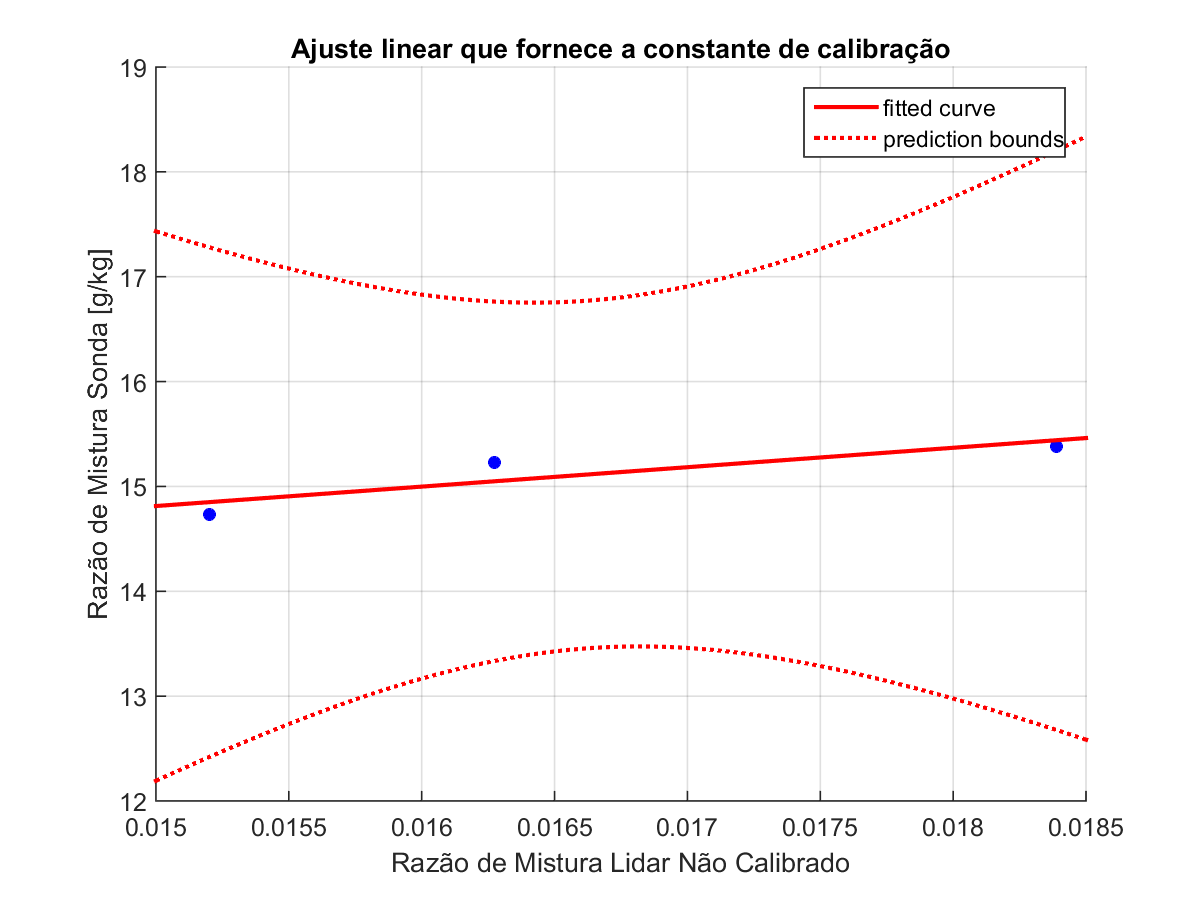 Ajuste linear que fornece a constante de calibração
fitted curve
prediction bounds
Razão de Mistura Sonda [g/kg]
19
18
17
16
15
14
13
12
0.015 0.0155 0.016 0.0165 0.017 0.0175 0.018 0.0185
Razão de Mistura Lidar Não Calibrado